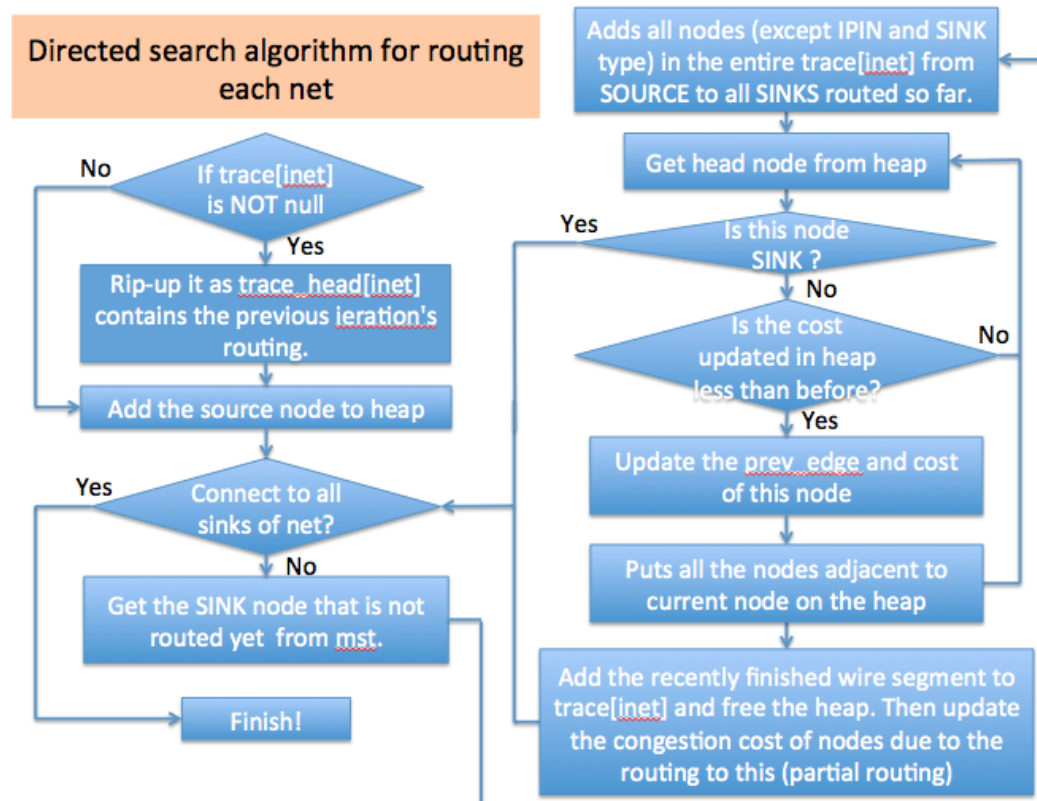 Directed search algorithm for routing
each net
No
If trace[inet]
is NOT null
Yes
Rip-up it as trace_head[inet]
contains the previous ieration's
routing.
Add the source node to heap
Yes
Connect to all
sinks of net?
No
Get the SINK node that is not
routed yet from mst.
Finish!
Adds all nodes (except IPIN and SINK
type) in the entire trace[inet] from
SOURCE to all SINKS routed so far.
Get head node from heap
Yes
Is this node
SINK ?
No
Is the cost
updated in heap
less than before?
No
Yes
Update the prev_edge and cost
of this node
Puts all the nodes adjacent to
current node on the heap
Add the recently finished wire segment to
trace[inet] and free the heap. Then update
the congestion cost of nodes due to the
routing to this (partial routing)